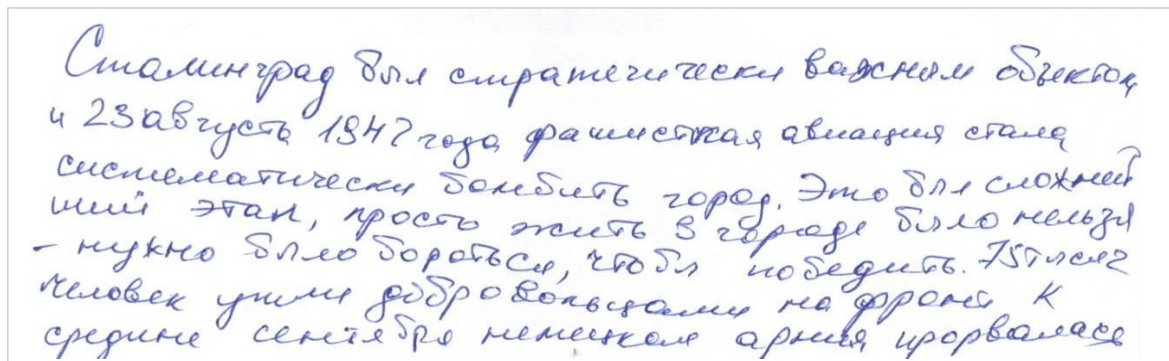 Сталинград был стратегически важным объектом
и 23 августа 1942 года фашисткая авиация стала
систематически бомбить город. Это был сложней
ший этап, просто жить в городе было нельзя
- нужно было бороться, чтобы победить. 75 тысяч
человек ушли добровольцами на фронт К
средине сентября немецкая армия прорвалась